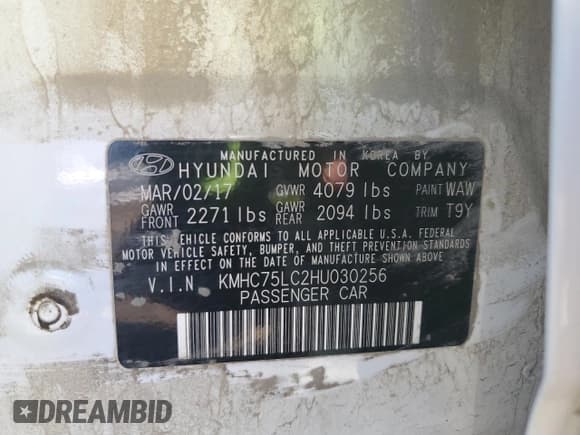 MANUFACTURED IN KOREA BY
HYUNDAI MOTOR COMPANY
MAR/02/17 GVWR 4079 lbs PAINT WAW
GAWR FRONT 2271 lbs GAWR REAR 2094 lbs TRIM T9Y
THIS VEHICLE CONFORMS TO ALL APPLICABLE U.S.A. FEDERAL
MOTOR VEHICLE SAFETY, BUMPER, AND THEFT PREVENTION
STANDARDS IN EFFECT ON THE DATE OF MANUFACTURE SHOWN ABOVE.
V.I.N KMHC75LC2HU030256
PASSENGER CAR
DREAMBID